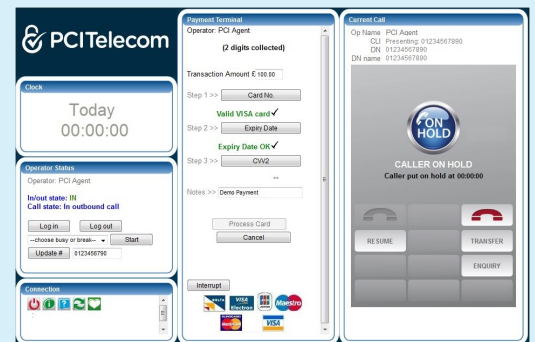 PCITelecom
Clock
Today
00:00:00
Operator Status
Operator: PCI Agent
In/out state: IN
Call state: In outbound call
Log in
Log out
--choose busy or break--
Start
Update #
0123456790
Connection
Payment Terminal
Operator: PCI Agent
(2 digits collected)
Transaction Amount £ 100.00
Step 1 >> Card No.
Valid VISA card✓
Step 2 >> Expiry Date
Expiry Date OK✓
Step 3 >> CVV2
**
Notes >> Demo Payment
Process Card
Cancel
Interrupt
DELTA
VISA Electron
JCB
Maestro
MasterCard
VISA
Current Call
Op Name PCI Agent
CLI Presenting: 01234567890
DN 01234567890
DN name 01234567890
ON HOLD
CALLER ON HOLD
Caller put on hold at 00:00:00
RESUME
TRANSFER
ENQUIRY